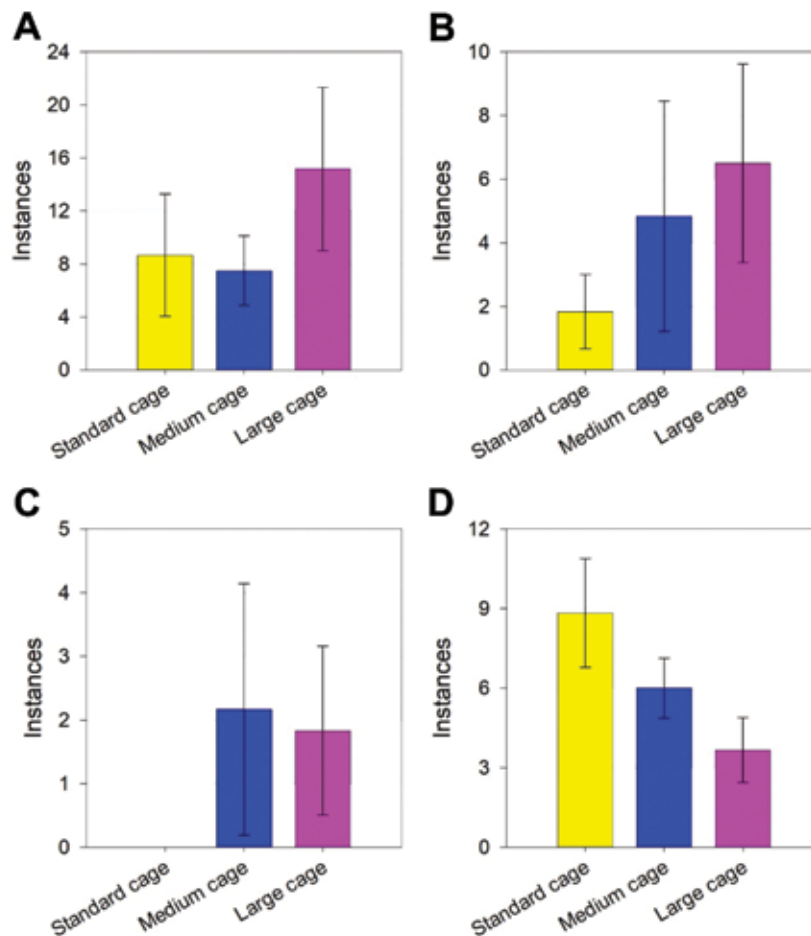 A
24
20
16
12
8
4
0
Instances
Standard cage
Medium cage
Large cage
B
10
8
6
4
2
0
Instances
Standard cage
Medium cage
Large cage
C
5
4
3
2
1
0
Instances
Standard cage
Medium cage
Large cage
D
12
9
6
3
0
Instances
Standard cage
Medium cage
Large cage